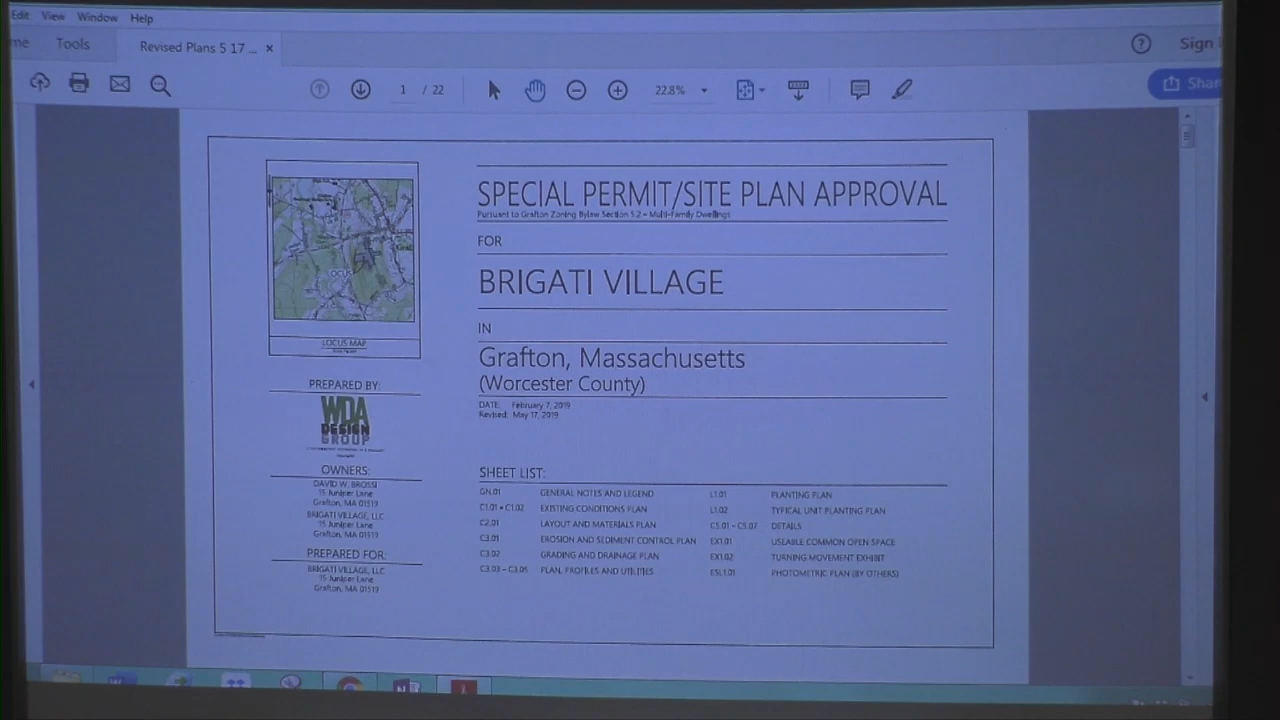 Edit View Window Help
Tools
Revised Plans 5 17 ... ×
Sign
1 / 22
22.8%
SPECIAL PERMIT/SITE PLAN APPROVAL
Pursuant to Grafton Zoning Bylaw Section 5.2 – Multi-Family Dwellings
FOR
BRIGATI VILLAGE
IN
Grafton, Massachusetts
(Worcester County)
DATE: February 7, 2019
Revised: May 17, 2019
LOCUS
LOCUS MAP
PREPARED BY:
WDA
DESIGN
GROUP
OWNERS:
DAVID W. BROSSI
15 Juniper Lane
Grafton, MA 01519
BRIGATI VILLAGE, LLC
15 Juniper Lane
Grafton, MA 01519
PREPARED FOR:
BRIGATI VILLAGE, LLC
15 Juniper Lane
Grafton, MA 01519
SHEET LIST:
GN.01 GENERAL NOTES AND LEGEND
C1.01 – C1.02 EXISTING CONDITIONS PLAN
C2.01 LAYOUT AND MATERIALS PLAN
C3.01 EROSION AND SEDIMENT CONTROL PLAN
C3.02 GRADING AND DRAINAGE PLAN
C3.03 – C3.05 PLAN, PROFILES AND UTILITIES
L1.01 PLANTING PLAN
L1.02 TYPICAL UNIT PLANTING PLAN
C5.01 – C5.07 DETAILS
EX1.01 USEABLE COMMON OPEN SPACE
EX1.02 TURNING MOVEMENT EXHIBIT
ESL1.01 PHOTOMETRIC PLAN (BY OTHERS)